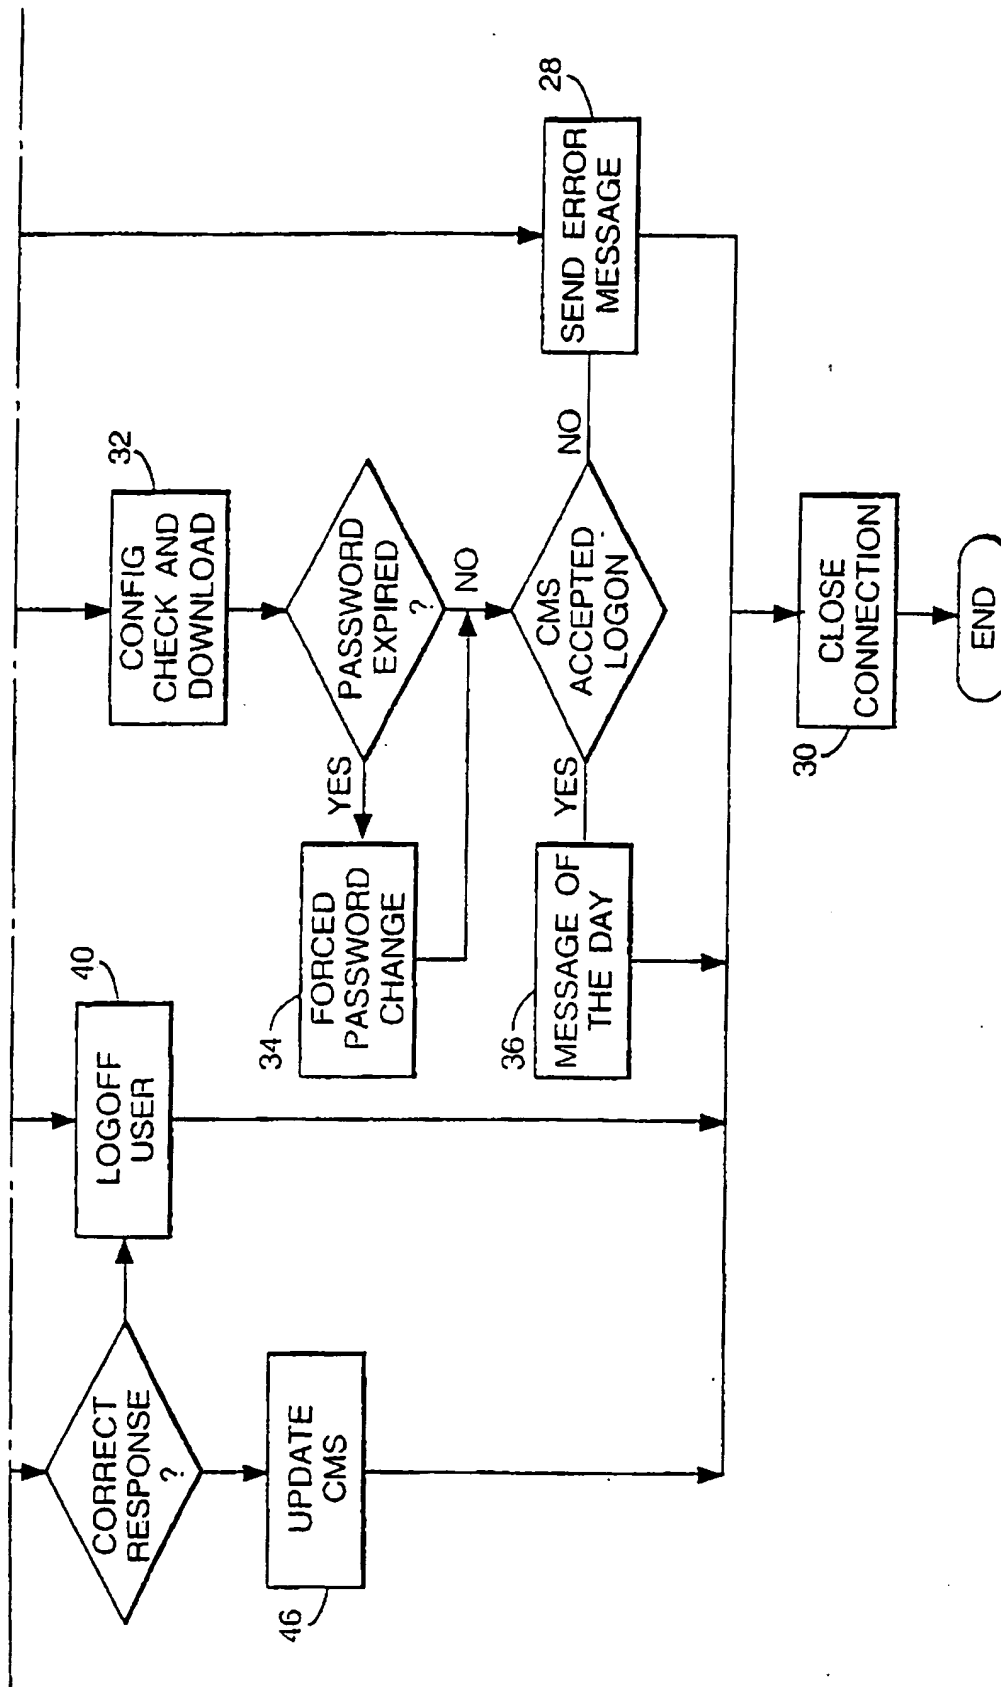 CORRECT
RESPONSE
?
LOGOFF
USER
40
UPDATE
CMS
46
CONFIG
CHECK AND
DOWNLOAD
32
PASSWORD
EXPIRED
?
YES
NO
FORCED
PASSWORD
CHANGE
34
CMS
ACCEPTED
LOGON
YES
NO
MESSAGE OF
THE DAY
36
SEND ERROR
MESSAGE
28
CLOSE
CONNECTION
30
END